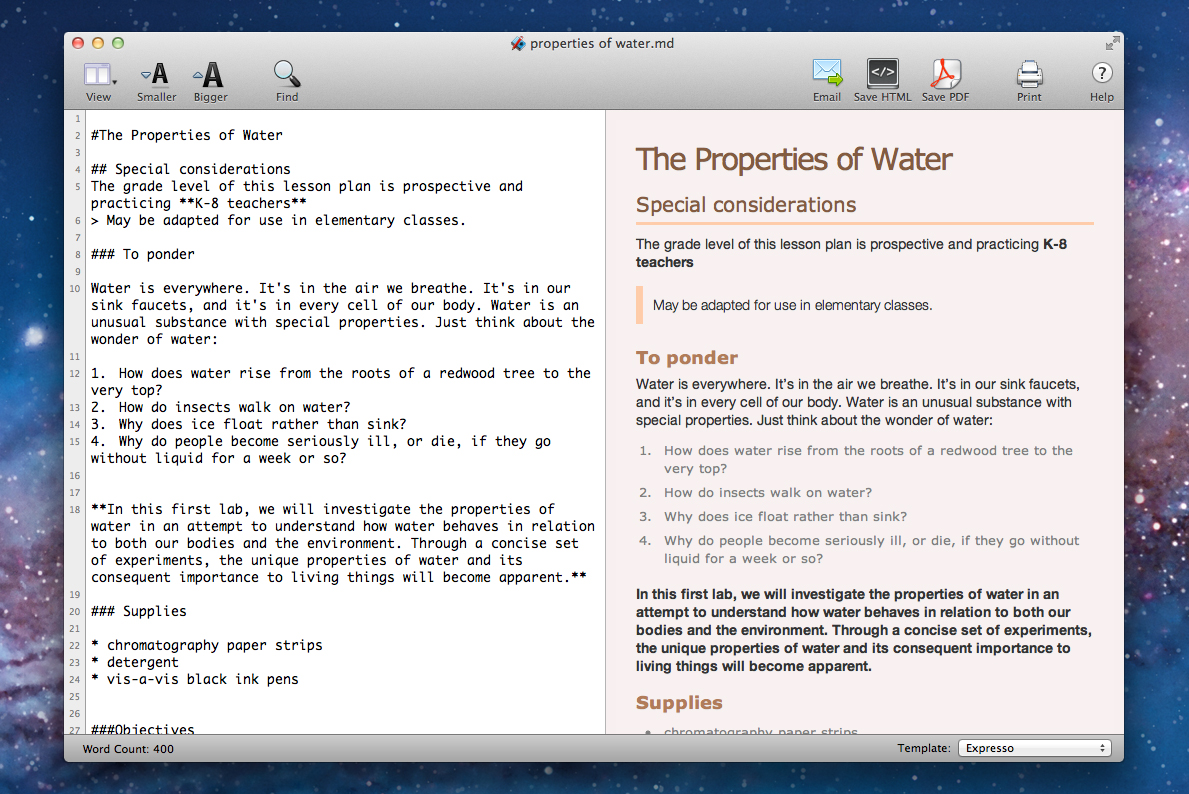 properties of water.md
View
Smaller
Bigger
Find
Email
Save HTML
Save PDF
Print
Help
1
2 #The Properties of Water
3
4 ## Special considerations
5 The grade level of this lesson plan is prospective and
practicing **K-8 teachers**
6 > May be adapted for use in elementary classes.
7
8 ### To ponder
9
10 Water is everywhere. It's in the air we breathe. It's in our
sink faucets, and it's in every cell of our body. Water is an
unusual substance with special properties. Just think about the
wonder of water:
11
12 1. How does water rise from the roots of a redwood tree to the
very top?
13 2. How do insects walk on water?
14 3. Why does ice float rather than sink?
15 4. Why do people become seriously ill, or die, if they go
without liquid for a week or so?
16
17
18 **In this first lab, we will investigate the properties of
water in an attempt to understand how water behaves in relation
to both our bodies and the environment. Through a concise set
of experiments, the unique properties of water and its
consequent importance to living things will become apparent.**
19
20 ### Supplies
21
22 * chromatography paper strips
23 * detergent
24 * vis-a-vis black ink pens
25
26
27 ###Objectives
The Properties of Water
Special considerations
The grade level of this lesson plan is prospective and practicing K-8
teachers
May be adapted for use in elementary classes.
To ponder
Water is everywhere. It's in the air we breathe. It's in our sink faucets,
and it's in every cell of our body. Water is an unusual substance with
special properties. Just think about the wonder of water:
1. How does water rise from the roots of a redwood tree to the
very top?
2. How do insects walk on water?
3. Why does ice float rather than sink?
4. Why do people become seriously ill, or die, if they go without
liquid for a week or so?
In this first lab, we will investigate the properties of water in an
attempt to understand how water behaves in relation to both our
bodies and the environment. Through a concise set of experiments,
the unique properties of water and its consequent importance to
living things will become apparent.
Supplies
• chromatography paper strips
Word Count: 400
Template: Expresso